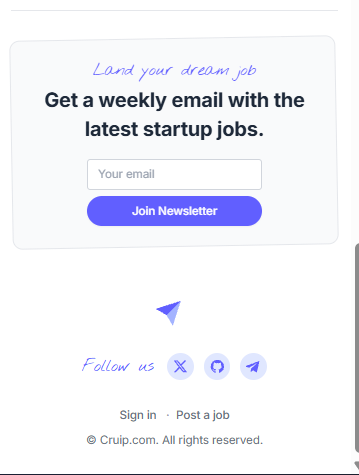 Land your dream job
Get a weekly email with the
latest startup jobs.
Your email
Join Newsletter
Follow us
Sign in · Post a job
© Cruip.com. All rights reserved.